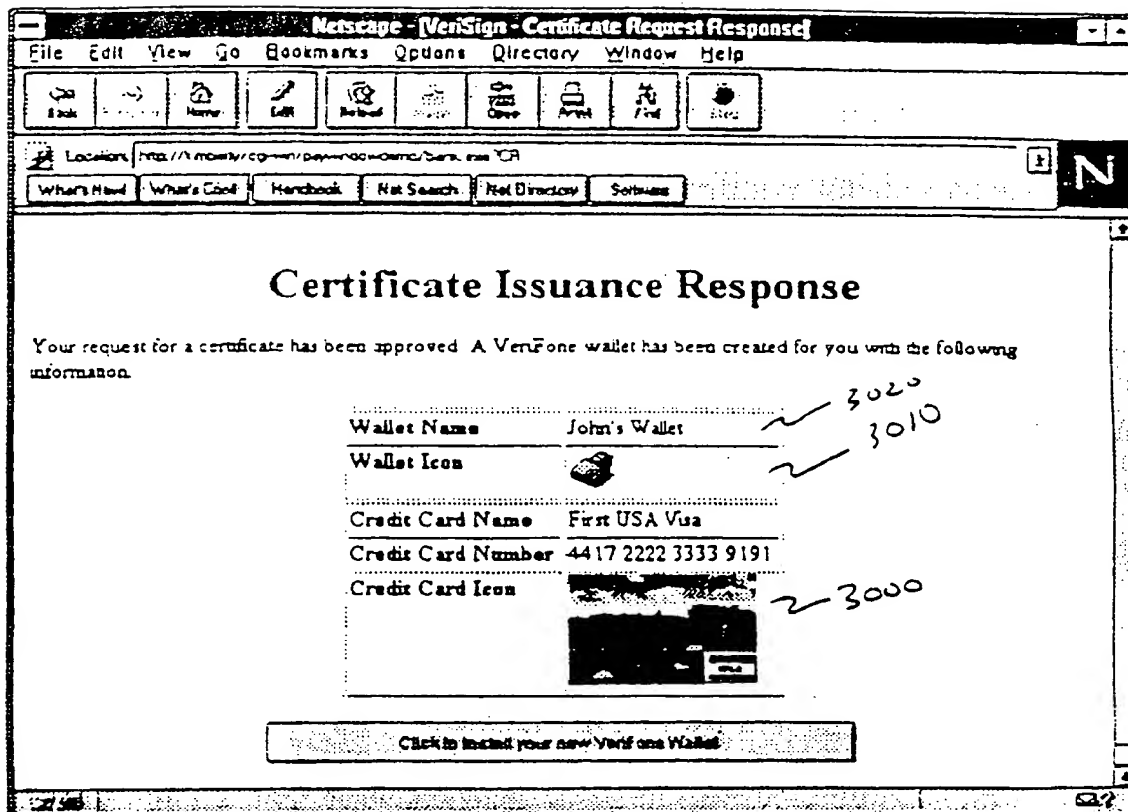 Netscape - [VeriSign - Certificate Request Response]
File Edit View Go Bookmarks Options Directory Window Help
Back Home Edit Reload Open Print Find Stop
Location: http://
What's New! What's Cool! Handbook Net Search Net Directory Software
N
Certificate Issuance Response
Your request for a certificate has been approved. A VeriFone wallet has been created for you with the following
information.
Wallet Name John's Wallet 3020
Wallet Icon 3010
Credit Card Name First USA Visa
Credit Card Number 4417 2222 3333 9191
Credit Card Icon 3000
Click to install your new Verifone Wallet